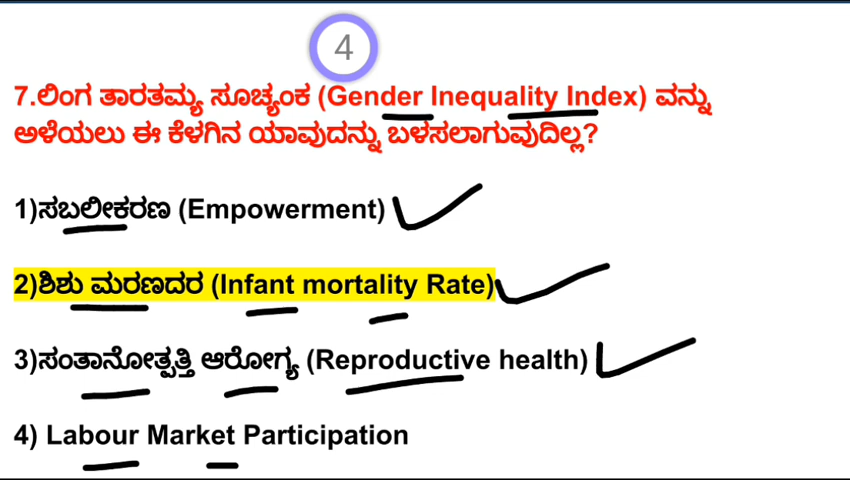 4
7.ಲಿಂಗ ತಾರತಮ್ಯ ಸೂಚ್ಯಂಕ (Gender Inequality Index) ವನ್ನು
ಅಳೆಯಲು ಈ ಕೆಳಗಿನ ಯಾವುದನ್ನು ಬಳಸಲಾಗುವುದಿಲ್ಲ?
1)ಸಬಲೀಕರಣ (Empowerment)
2)ಶಿಶು ಮರಣದರ (Infant mortality Rate)
3)ಸಂತಾನೋತ್ಪತ್ತಿ ಆರೋಗ್ಯ (Reproductive health)
4) Labour Market Participation